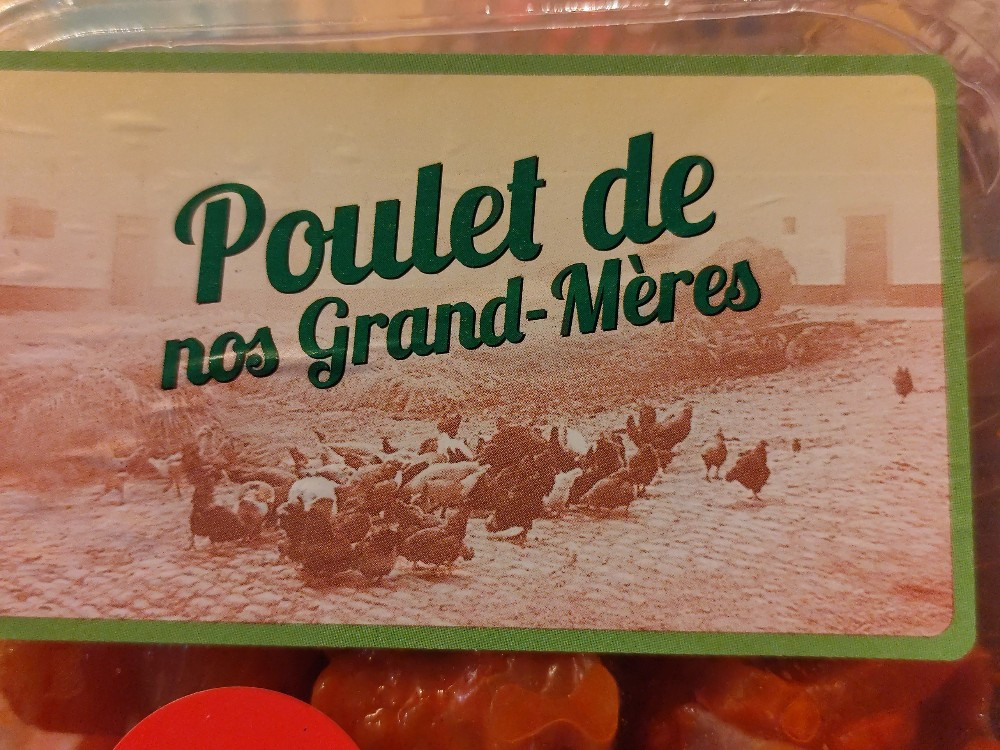 Poulet de
nos Grand-Mères